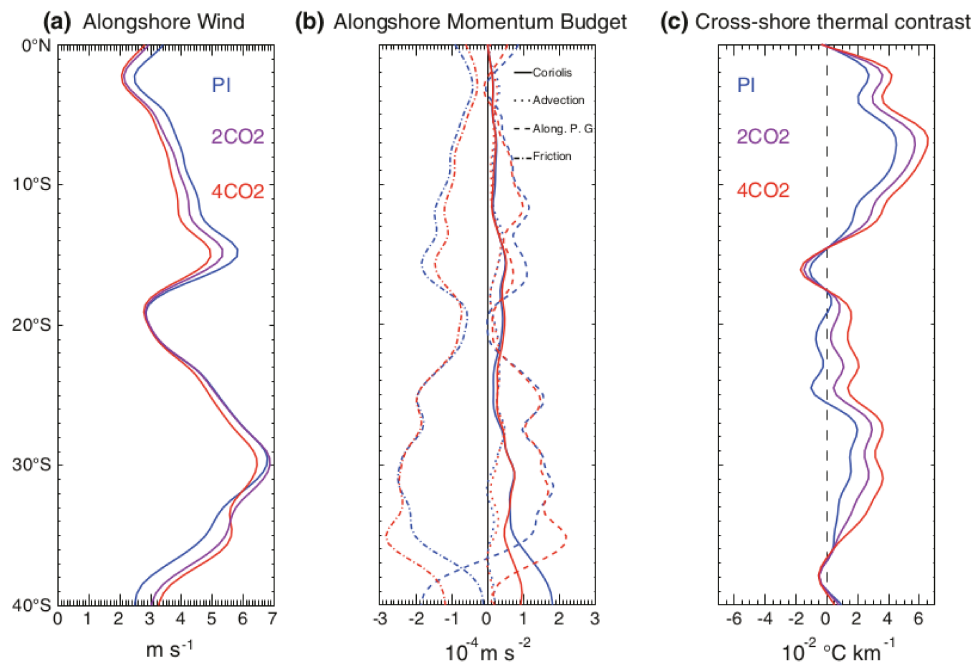 (a) Alongshore Wind
(b) Alongshore Momentum Budget
(c) Cross-shore thermal contrast
0°N
10°S
20°S
30°S
40°S
PI
2CO2
4CO2
0 1 2 3 4 5 6 7
m s-1
Coriolis
Advection
Along. P. G
Friction
-3 -2 -1 0 1 2 3
10-4 m s-2
PI
2CO2
4CO2
-6 -4 -2 0 2 4 6
10-2 °C km-1